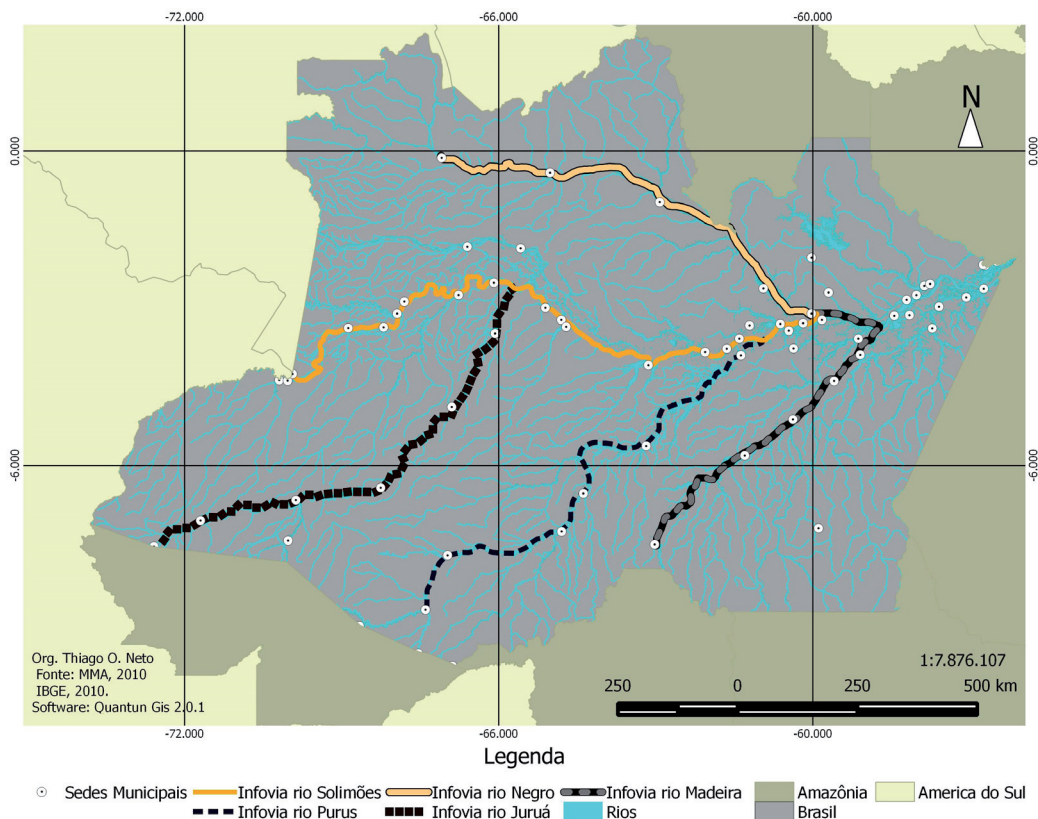 -72.000 -66.000 -60.000
N
0.000 0.000
-6.000 -6.000
Org. Thiago O. Neto
Fonte: MMA, 2010
IBGE, 2010.
Software: Quantun Gis 2.0.1
1:7.876.107
250 0 250 500 km
-72.000 -66.000 -60.000
Legenda
Sedes Municipais Infovia rio Solimões Infovia rio Negro Infovia rio Madeira Amazônia America do Sul
Infovia rio Purus Infovia rio Juruá Rios Brasil